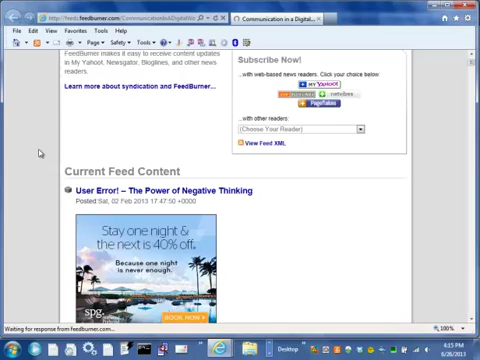 http://feeds.feedburner.com/CommunicationInADigitalWo
Communication in a Digital...
File Edit View Favorites Tools Help
Page Safety Tools
FeedBurner makes it easy to receive content updates
in My Yahoo!, Newsgator, Bloglines, and other news
readers.
Learn more about syndication and FeedBurner...
Subscribe Now!
...with web-based news readers. Click your choice below:
MY YAHOO!
netvibes
Pageflakes
...with other readers:
(Choose Your Reader)
View Feed XML
Current Feed Content
User Error! – The Power of Negative Thinking
Posted: Sat, 02 Feb 2013 17:47:50 +0000
Stay one night &
the next is 40% off.
Because one night
is never enough.
spg.
BOOK NOW
Waiting for response from feedburner.com...
100%
Desktop
4:15 PM
6/26/2013